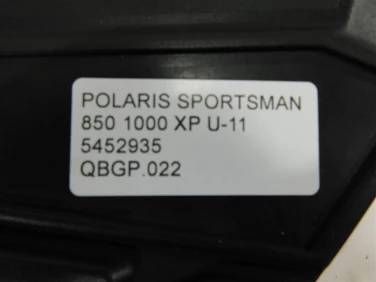 POLARIS SPORTSMAN
850 1000 XP U-11
5452935
QBGP.022